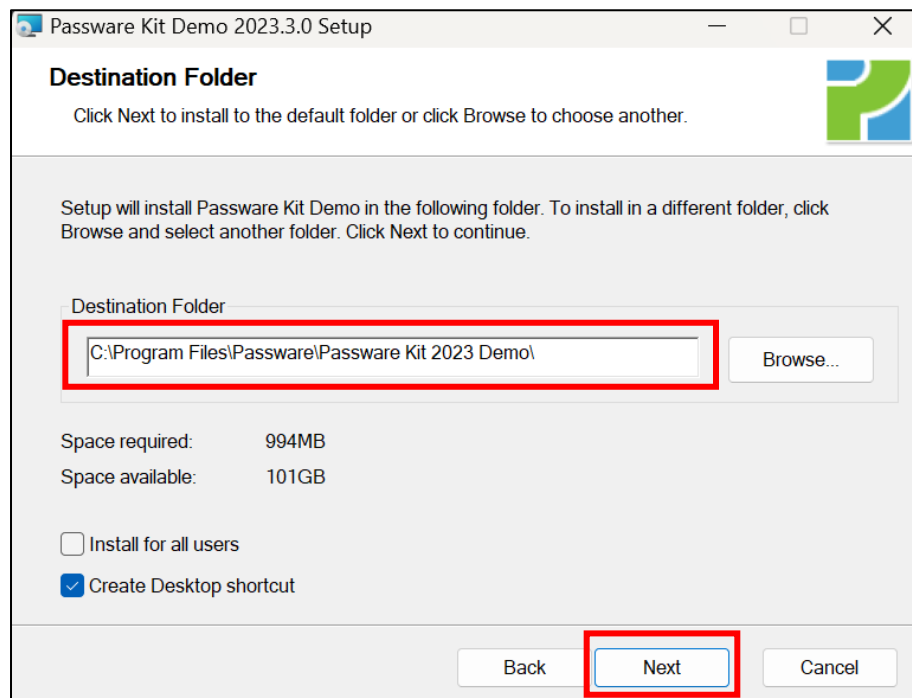 Passware Kit Demo 2023.3.0 Setup
Destination Folder
Click Next to install to the default folder or click Browse to choose another.
Setup will install Passware Kit Demo in the following folder. To install in a different folder, click
Browse and select another folder. Click Next to continue.
Destination Folder
C:\Program Files\Passware\Passware Kit 2023 Demo\
Browse...
Space required: 994MB
Space available: 101GB
Install for all users
Create Desktop shortcut
Back Next Cancel